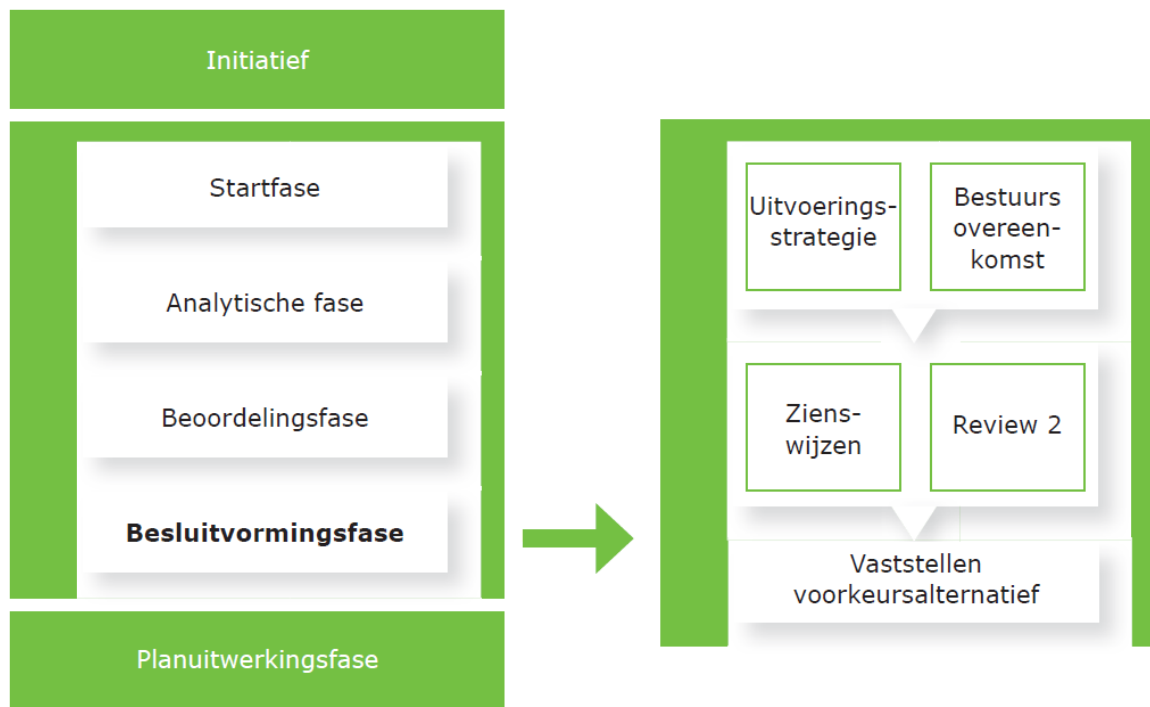 Initiatief
Startfase
Analytische fase
Beoordelingsfase
Besluitvormingsfase
Planuitwerkingsfase
Uitvoerings-
strategie
Bestuurs
overeen-
komst
Ziens-
wijzen
Review 2
Vaststellen
voorkeursalternatief